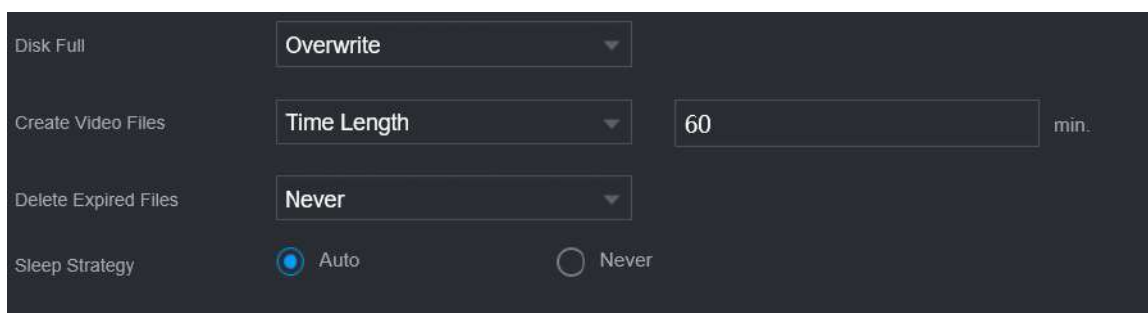 Disk Full Overwrite
Create Video Files Time Length 60 min.
Delete Expired Files Never
Sleep Strategy Auto Never